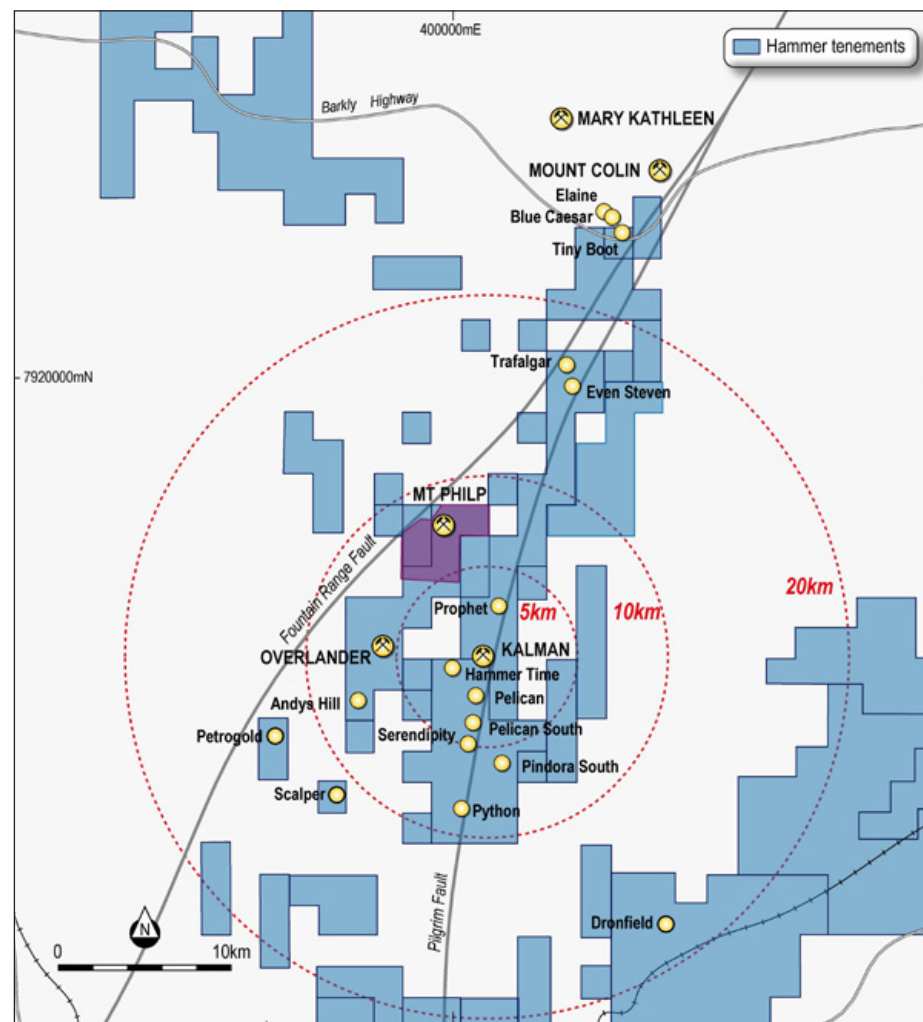 400000mE
Hammer tenements
Barkly Highway
MARY KATHLEEN
MOUNT COLIN
Elaine
Blue Caesar
Tiny Boot
Trafalgar
7920000mN
Even Steven
MT PHILP
Fountain Range Fault
Prophet
5km
10km
20km
OVERLANDER
KALMAN
Hammer Time
Andys Hill
Pelican
Petrogold
Serendipity
Pelican South
Pindora South
Scalper
Python
Pilgrim Fault
Dronfield
N
0
10km